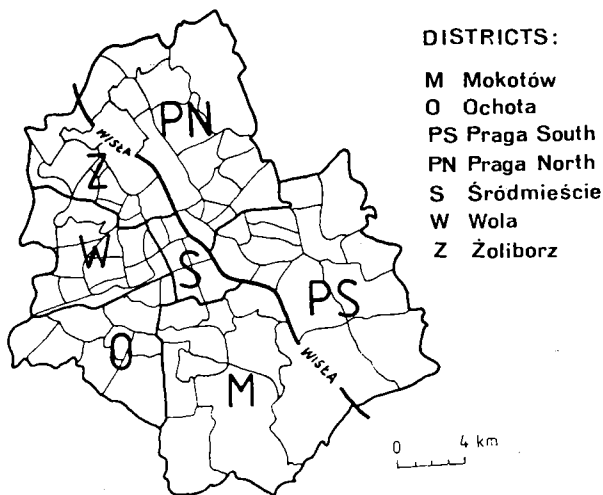 DISTRICTS:
M Mokotów
O Ochota
PS Praga South
PN Praga North
S Śródmieście
W Wola
Z Żoliborz
PN
WISŁA
Z
W
S
PS
O
M
WISŁA
0 4 km